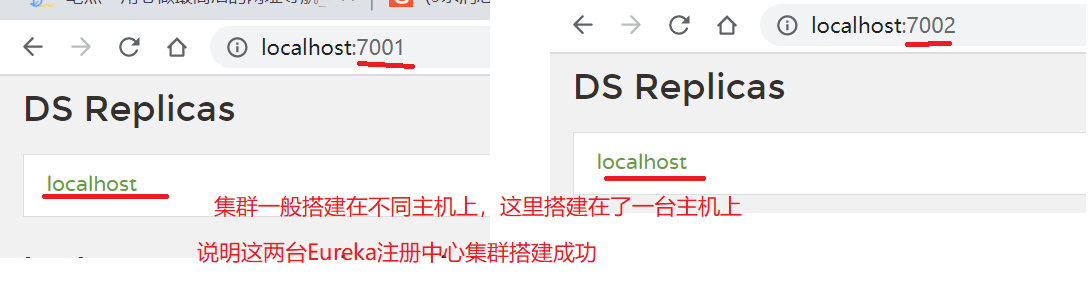 localhost:7001
DS Replicas
localhost
localhost:7002
DS Replicas
localhost
集群一般搭建在不同主机上，这里搭建在了一台主机上
说明这两台Eureka注册中心集群搭建成功